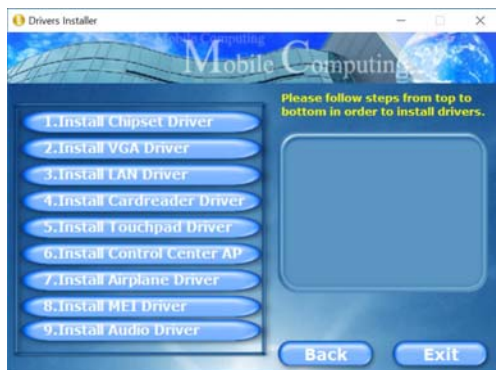 Drivers Installer
Mobile Computing
Mobile Computing
Please follow steps from top to
bottom in order to install drivers.
1.Install Chipset Driver
2.Install VGA Driver
3.Install LAN Driver
4.Install Cardreader Driver
5.Install Touchpad Driver
6.Install Control Center AP
7.Install Airplane Driver
8.Install MEI Driver
9.Install Audio Driver
Back
Exit